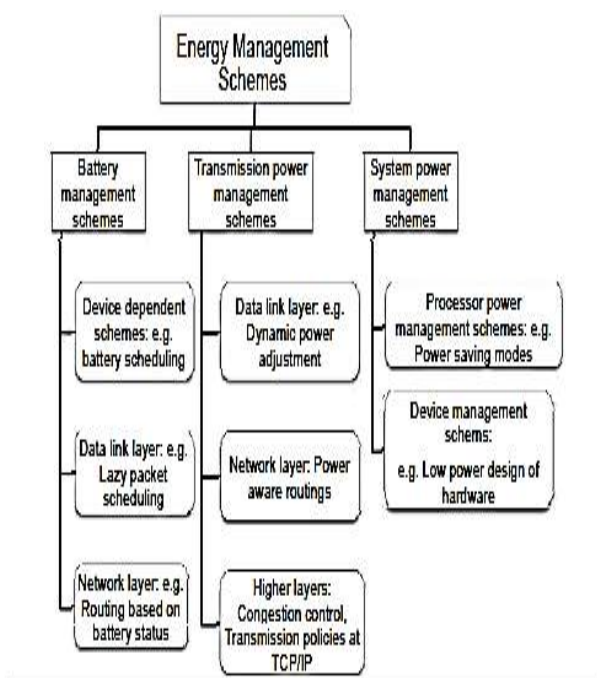 Energy Management
Schemes
Battery
management
schemes
Transmission power
management
schemes
System power
management
schemes
Device dependent
schemes: e.g.
battery scheduling
Data link layer: e.g.
Lazy packet
scheduling
Network layer: e.g.
Routing based on
battery status
Data link layer: e.g.
Dynamic power
adjustment
Network layer: Power
aware routings
Higher layers:
Congestion control,
Transmission policies at
TCP/IP
Processor power
management schemes: e.g.
Power saving modes
Device management
schems:
e.g. Low power design of
hardware